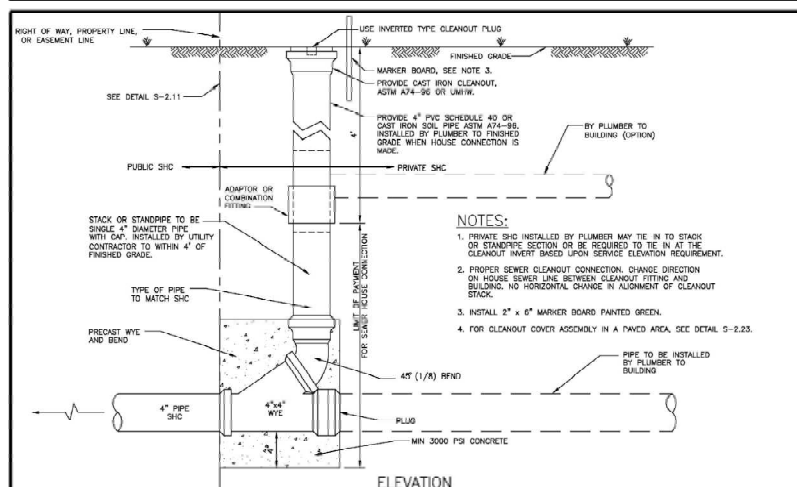 RIGHT OF WAY, PROPERTY LINE,
OR EASEMENT LINE
USE INVERTED TYPE CLEANOUT PLUG
FINISHED GRADE
MARKER BOARD, SEE NOTE 3.
PROVIDE CAST IRON CLEANOUT,
ASTM A74-96 OR UMHW.
SEE DETAIL S-2.11
PROVIDE 4" PVC SCHEDULE 40 OR
CAST IRON SOIL PIPE ASTM A74-96.
INSTALLED BY PLUMBER TO FINISHED
GRADE WHEN HOUSE CONNECTION IS
MADE.
4'
BY PLUMBER TO
BUILDING (OPTION)
PUBLIC SHC
PRIVATE SHC
ADAPTOR OR
COMBINATION
FITTING
STACK OR STANDPIPE TO BE
SINGLE 4" DIAMETER PIPE
WITH CAP. INSTALLED BY UTILITY
CONTRACTOR TO WITHIN 4' OF
FINISHED GRADE.
TYPE OF PIPE
TO MATCH SHC
LIMIT OF PAYMENT
FOR SEWER HOUSE CONNECTION
NOTES:
1. PRIVATE SHC INSTALLED BY PLUMBER MAY TIE IN TO STACK
OR STANDPIPE SECTION OR BE REQUIRED TO TIE IN AT THE
CLEANOUT INVERT BASED UPON SERVICE ELEVATION REQUIREMENT.
2. PROPER SEWER CLEANOUT CONNECTION. CHANGE DIRECTION
ON HOUSE SEWER LINE BETWEEN CLEANOUT FITTING AND
BUILDING. NO HORIZONTAL CHANGE IN ALIGNMENT OF CLEANOUT
STACK.
3. INSTALL 2" x 6" MARKER BOARD PAINTED GREEN.
4. FOR CLEANOUT COVER ASSEMBLY IN A PAVED AREA, SEE DETAIL S-2.23.
PRECAST WYE
AND BEND
45° (1/8) BEND
PIPE TO BE INSTALLED
BY PLUMBER TO
BUILDING
4" PIPE
SHC
4"x4"
WYE
PLUG
MIN 3000 PSI CONCRETE
ELEVATION